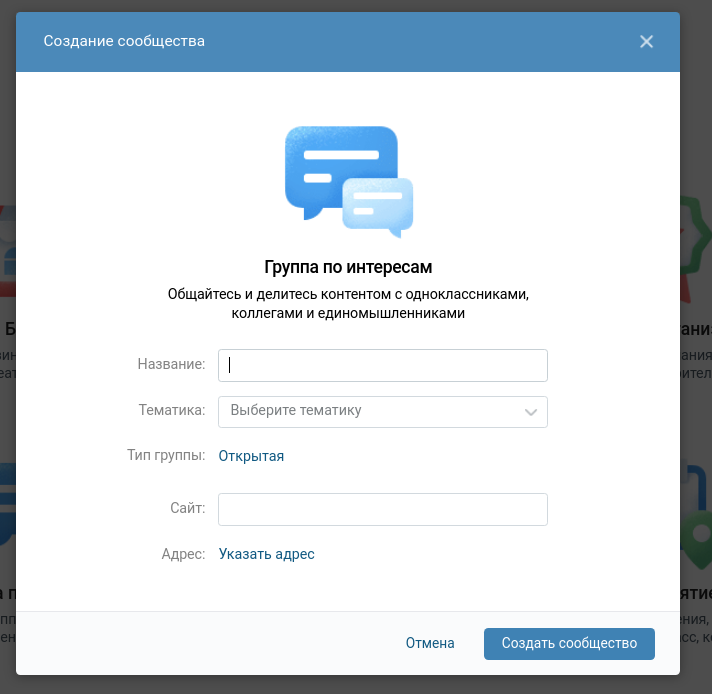 Создание сообщества
Группа по интересам
Общайтесь и делитесь контентом с одноклассниками,
коллегами и единомышленниками
Название:
Тематика: Выберите тематику
Тип группы: Открытая
Сайт:
Адрес: Указать адрес
Отмена Создать сообщество